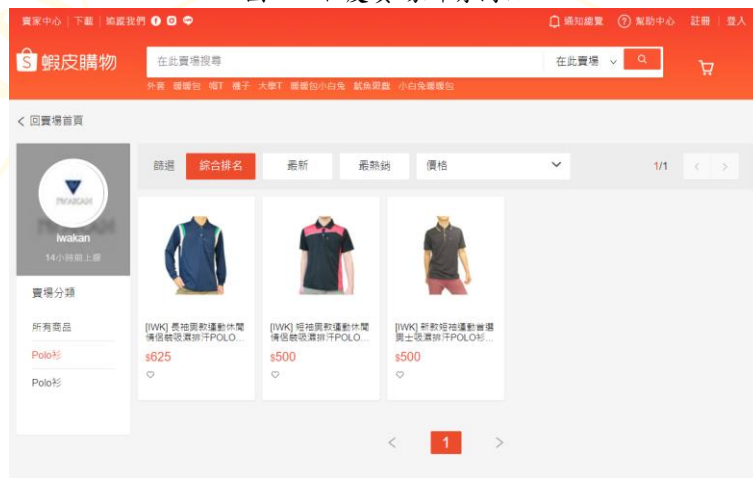 賣家中心 | 下載 | 追蹤我們
通知總覽 幫助中心 註冊 | 登入
蝦皮購物
在此賣場搜尋 在此賣場
外套 暖暖包 帽T 襪子 大學T 暖暖包小白兔 魷魚遊戲 小白兔暖暖包
回賣場首頁
篩選 綜合排名 最新 最熱銷 價格 1/1
IWAKAN
iwakan
14小時前上線
賣場分類
所有商品
Polo衫
Polo衫
[IWK] 長袖男款運動休閒情侶裝吸濕排汗POLO...
$625
[IWK] 短袖男款運動休閒情侶裝吸濕排汗POLO...
$500
[IWK] 新款短袖運動首選男士吸濕排汗POLO衫...
$500
1